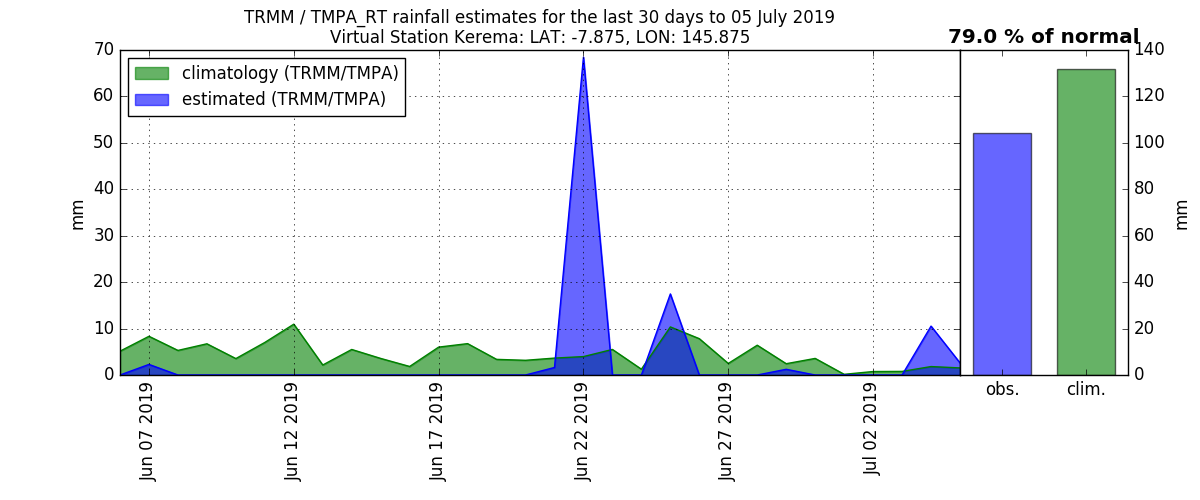 TRMM / TMPA_RT rainfall estimates for the last 30 days to 05 July 2019
Virtual Station Kerema: LAT: -7.875, LON: 145.875
79.0 % of normal
climatology (TRMM/TMPA)
estimated (TRMM/TMPA)
70
60
50
40
30
20
10
0
mm
Jun 07 2019
Jun 12 2019
Jun 17 2019
Jun 22 2019
Jun 27 2019
Jul 02 2019
obs.
clim.
140
120
100
80
60
40
20
0
mm